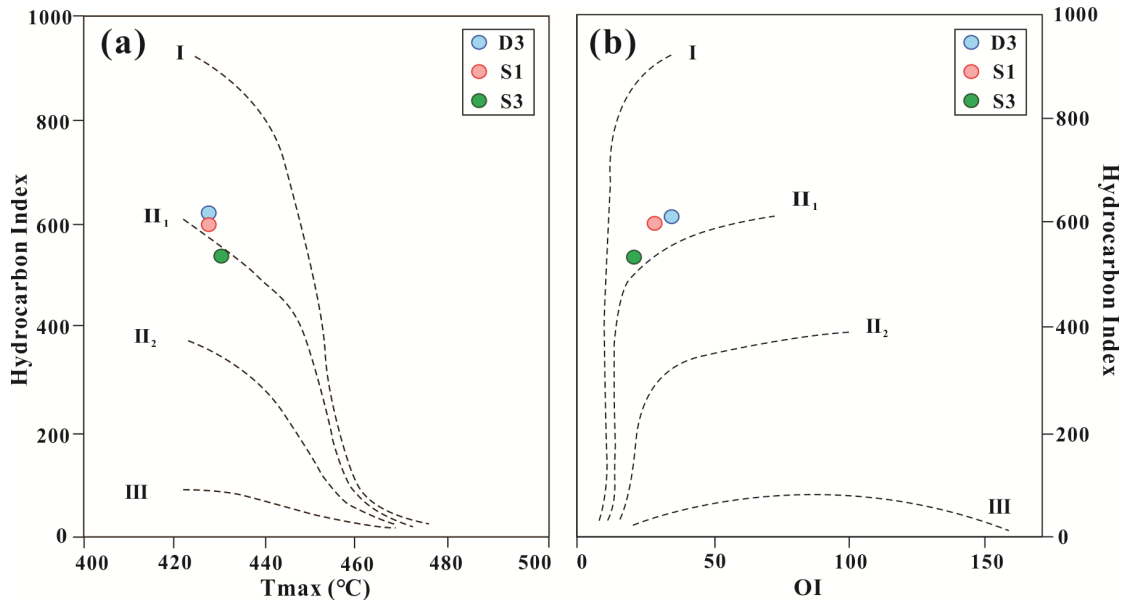 (a)
D3
S1
S3
I
II1
II2
III
1000
800
600
400
200
0
400
420
440
460
480
500
Hydrocarbon Index
Tmax (°C)
(b)
D3
S1
S3
I
II1
II2
III
1000
800
600
400
200
0
0
50
100
150
Hydrocarbon Index
OI